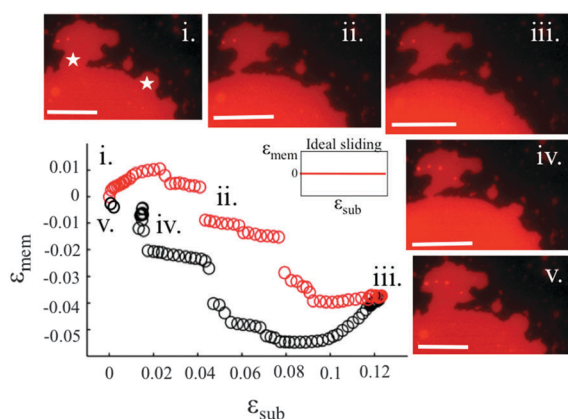 i.
ii.
iii.
iv.
v.
i.
ii.
iii.
iv.
v.
Ideal sliding
εmem
0
εsub
0.01
0
-0.01
-0.02
-0.03
-0.04
-0.05
εmem
0
0.02
0.04
0.06
0.08
0.10
0.12
εsub